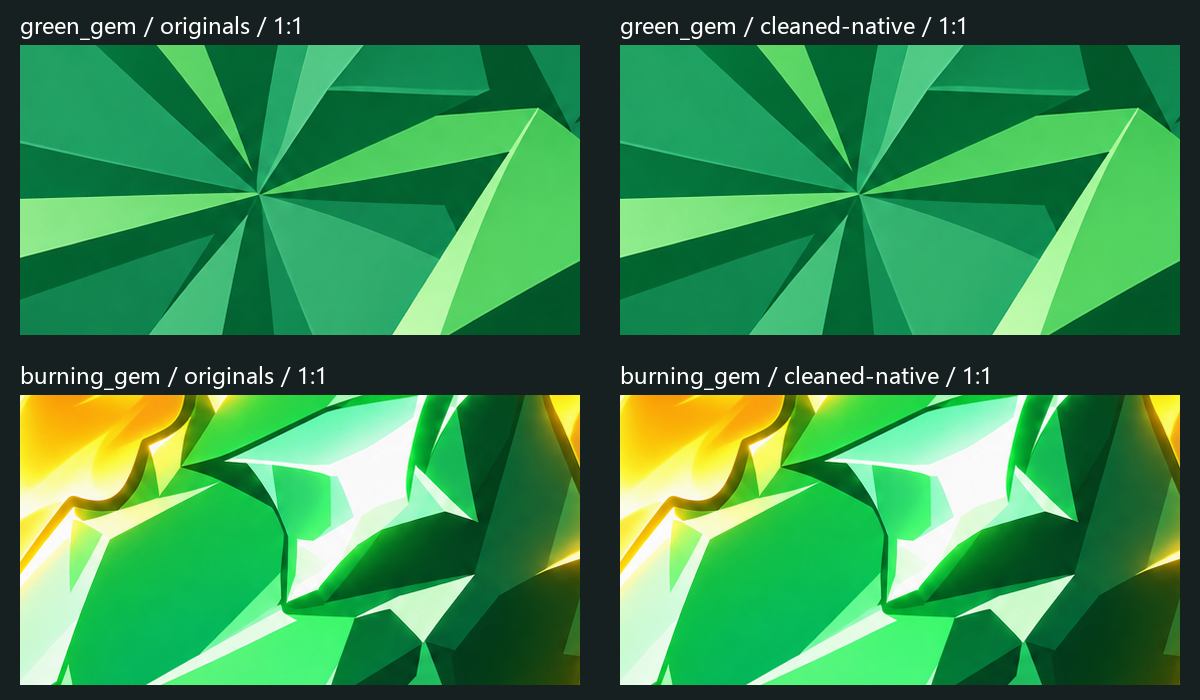 green_gem / originals / 1:1
green_gem / cleaned-native / 1:1
burning_gem / originals / 1:1
burning_gem / cleaned-native / 1:1